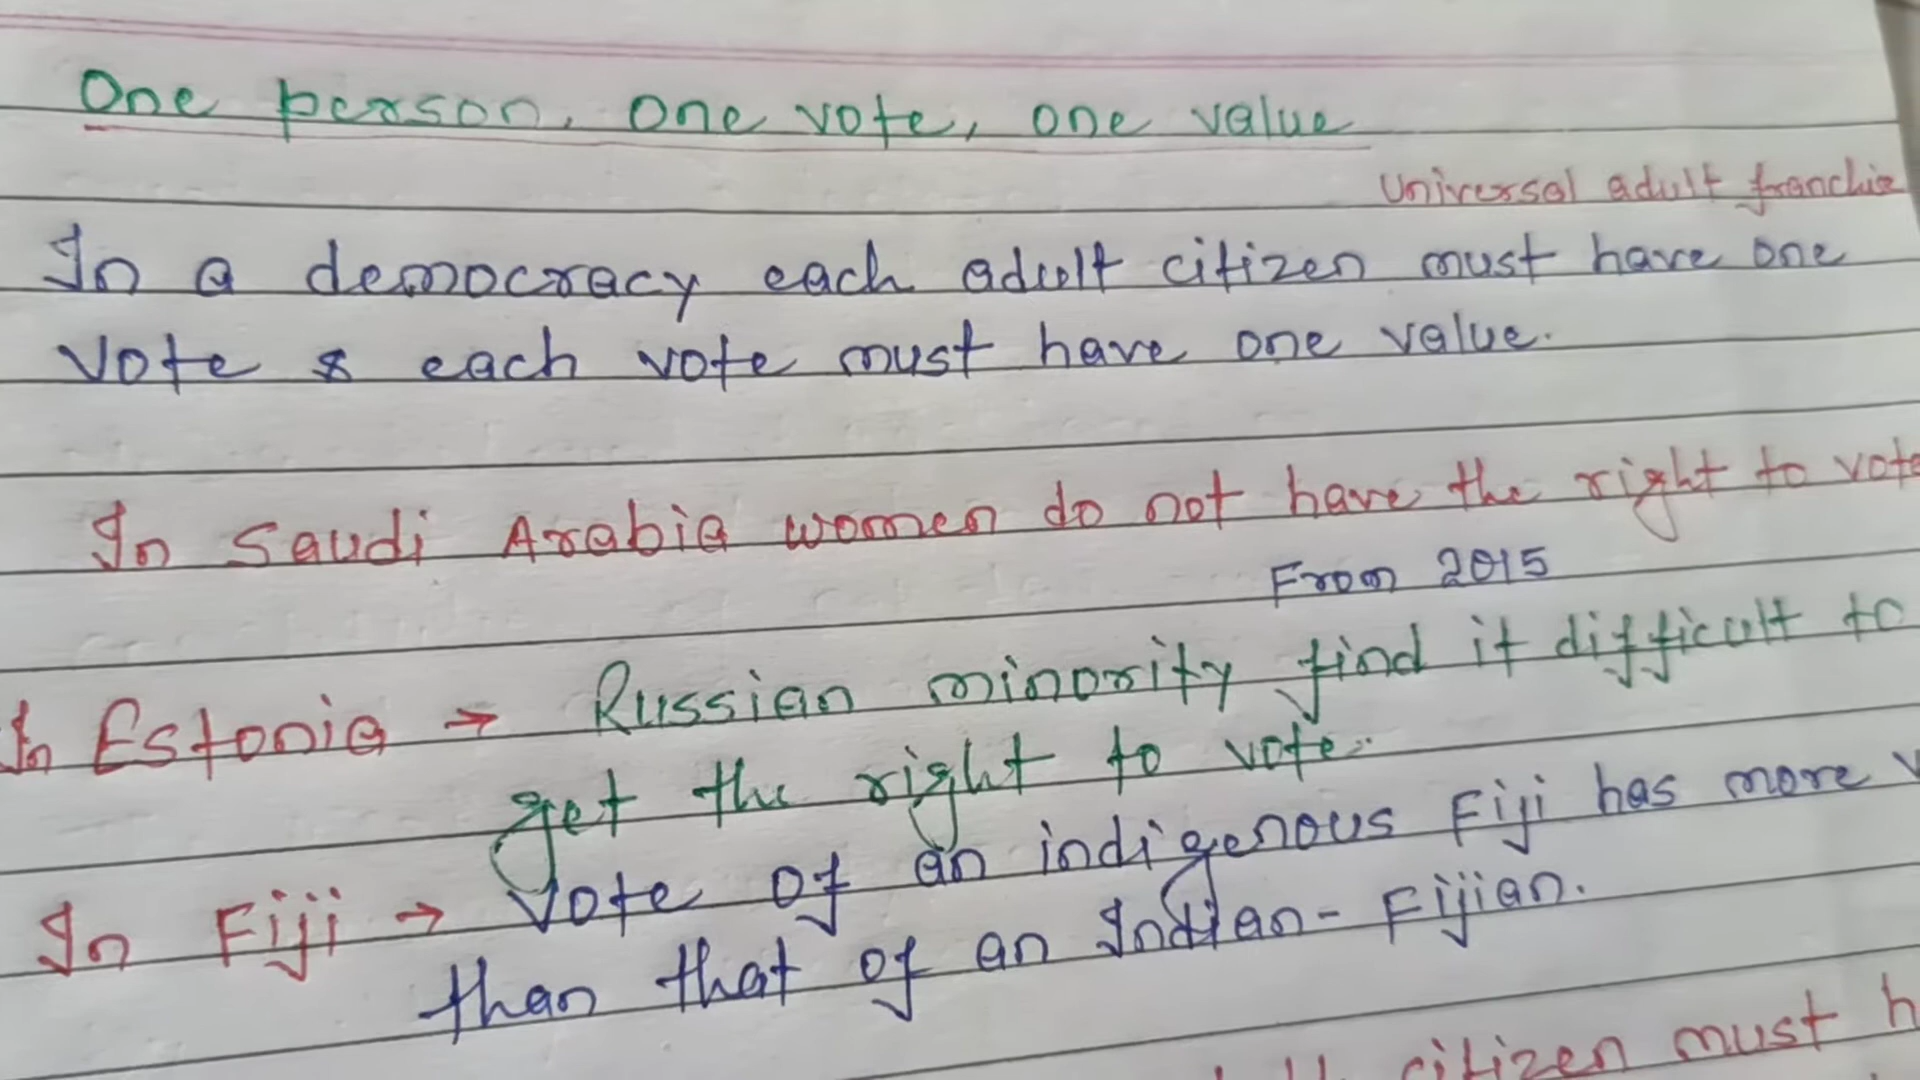 One person, one vote, one value
Universal adult franchise
In a democracy each adult citizen must have one
vote & each vote must have one value.
In Saudi Arabia women do not have the right to vote
From 2015
In Estonia → Russian minority find it difficult to
get the right to vote.
In Fiji → Vote of an indigenous Fiji has more
than that of an Indian-Fijian.
citizen must